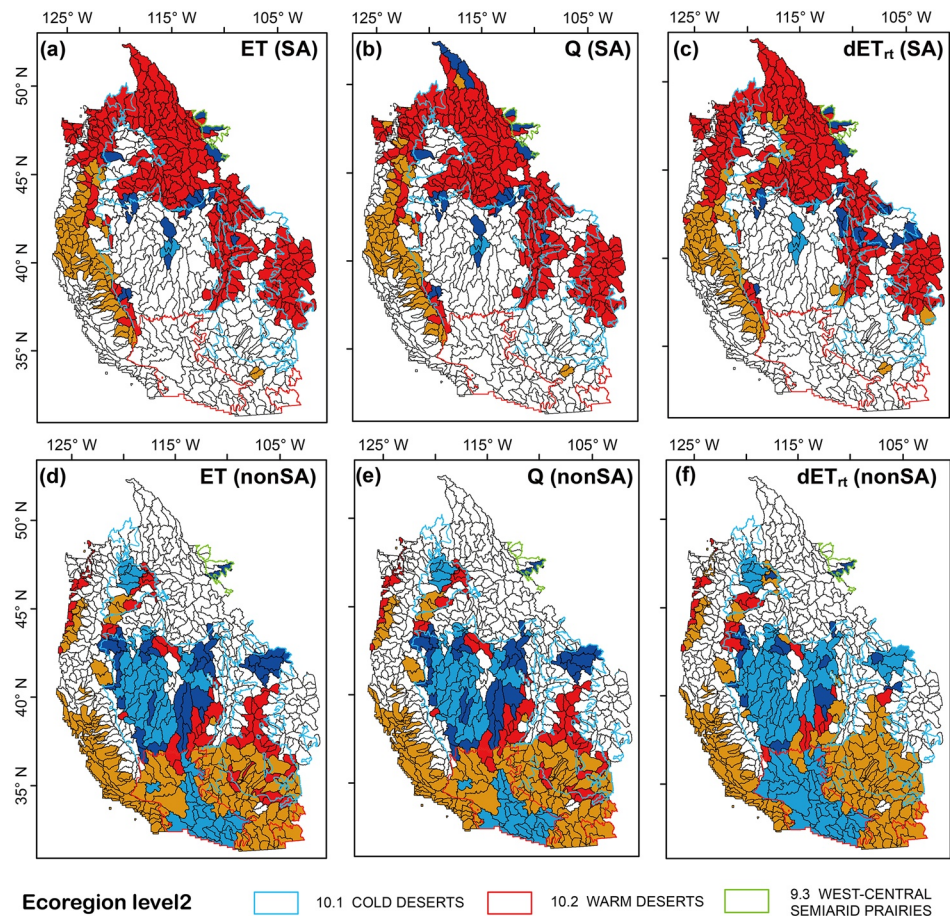 125° W 115° W 105° W 125° W 115° W 105° W 125° W 115° W 105° W
(a) ET (SA) (b) Q (SA) (c) dETrt (SA)
50° N
45° N
40° N
35° N
125° W 115° W 105° W 125° W 115° W 105° W 125° W 115° W 105° W
(d) ET (nonSA) (e) Q (nonSA) (f) dETrt (nonSA)
50° N
45° N
40° N
35° N
Ecoregion level2 10.1 COLD DESERTS 10.2 WARM DESERTS 9.3 WEST-CENTRAL
SEMIARID PRAIRIES